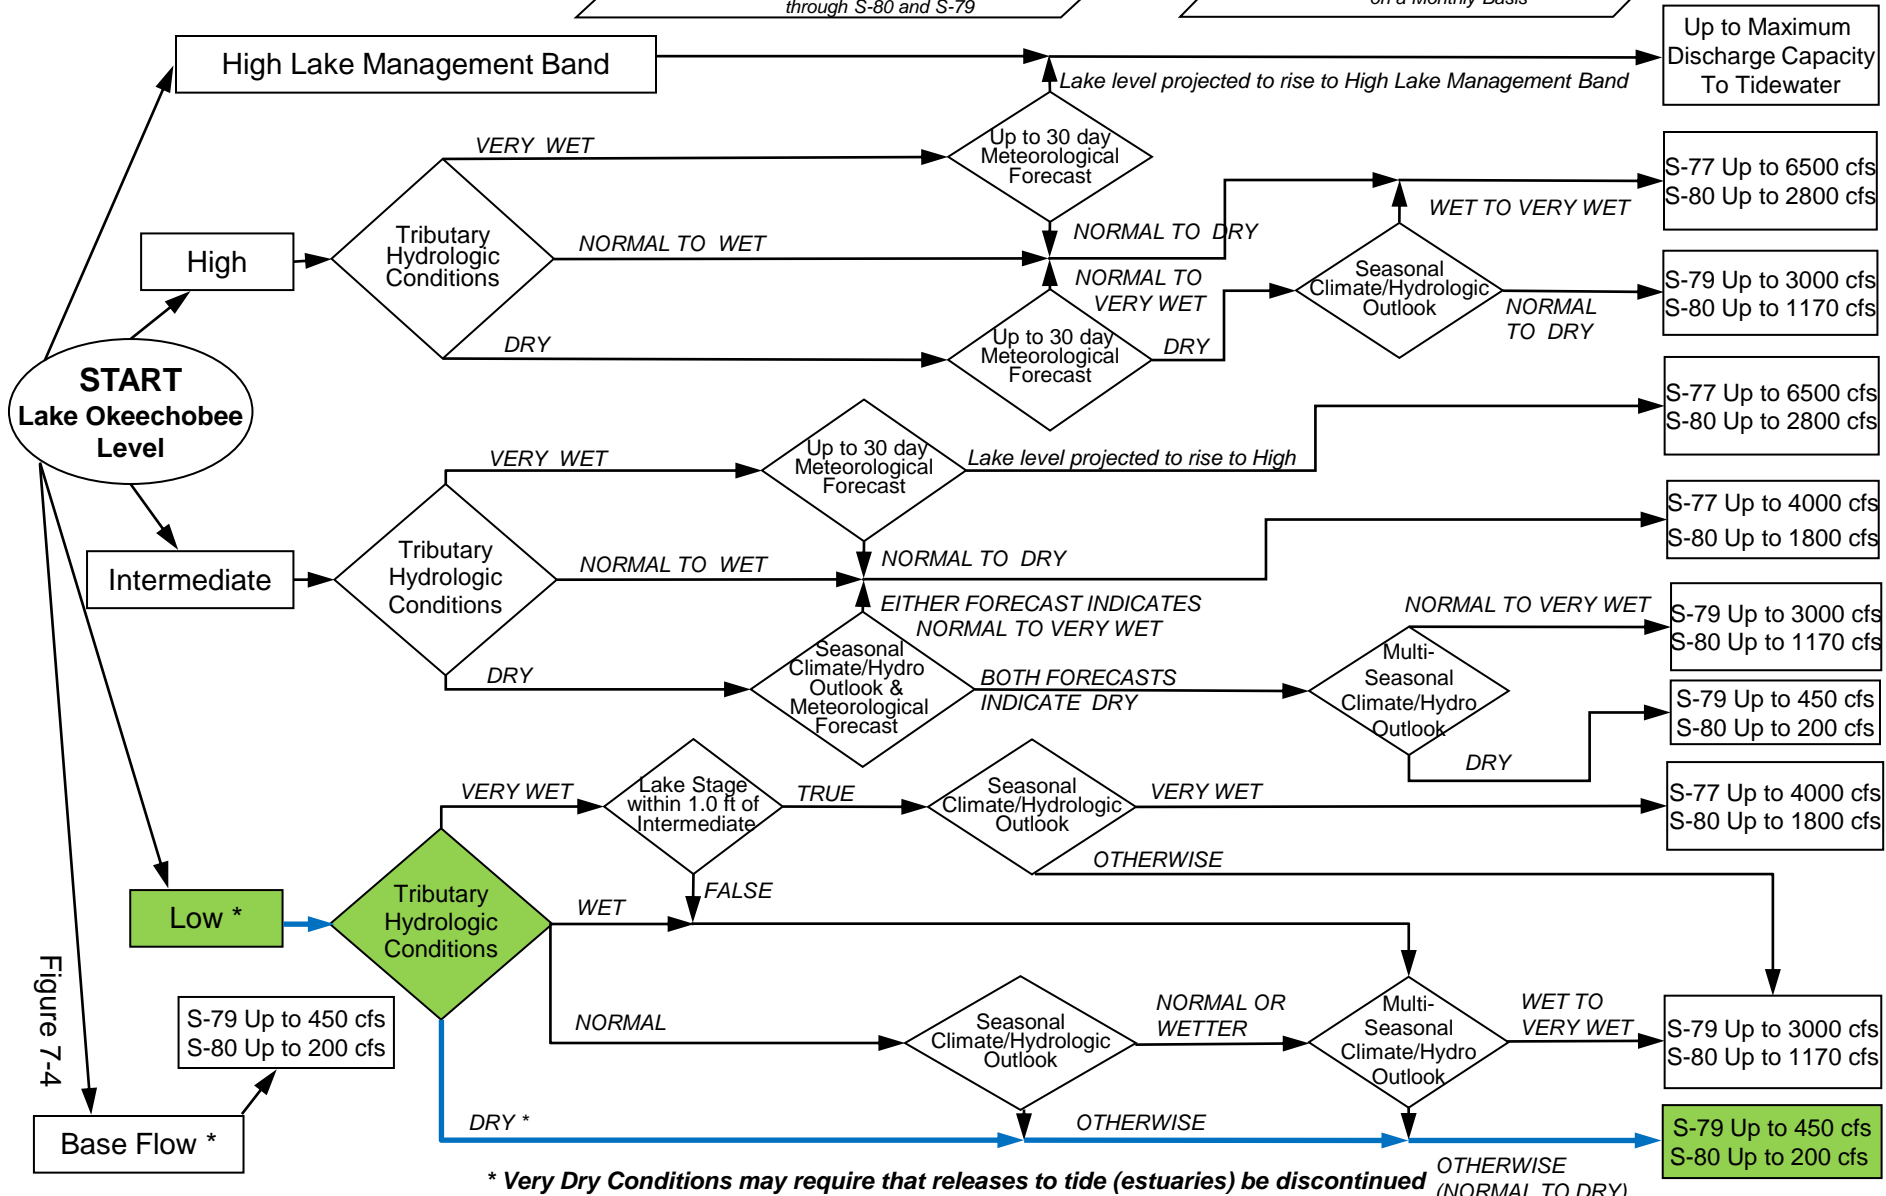 through S-80 and S-79
on a Monthly Basis
High Lake Management Band
Lake level projected to rise to High Lake Management Band
Up to Maximum
Discharge Capacity
To Tidewater
VERY WET
Up to 30 day
Meteorological
Forecast
S-77 Up to 6500 cfs
S-80 Up to 2800 cfs
WET TO VERY WET
High
Tributary
Hydrologic
Conditions
NORMAL TO WET
NORMAL TO DRY
NORMAL TO
VERY WET
Seasonal
Climate/Hydrologic
Outlook
NORMAL
TO DRY
S-79 Up to 3000 cfs
S-80 Up to 1170 cfs
DRY
Up to 30 day
Meteorological
Forecast
DRY
START
Lake Okeechobee
Level
VERY WET
Up to 30 day
Meteorological
Forecast
Lake level projected to rise to High
S-77 Up to 6500 cfs
S-80 Up to 2800 cfs
Intermediate
Tributary
Hydrologic
Conditions
NORMAL TO WET
NORMAL TO DRY
S-77 Up to 4000 cfs
S-80 Up to 1800 cfs
EITHER FORECAST INDICATES
NORMAL TO VERY WET
DRY
Seasonal
Climate/Hydro
Outlook &
Meteorological
Forecast
BOTH FORECASTS
INDICATE DRY
Multi-
Seasonal
Climate/Hydro
Outlook
NORMAL TO VERY WET
S-79 Up to 3000 cfs
S-80 Up to 1170 cfs
DRY
S-79 Up to 450 cfs
S-80 Up to 200 cfs
VERY WET
Lake Stage
within 1.0 ft of
Intermediate
TRUE
Seasonal
Climate/Hydrologic
Outlook
VERY WET
S-77 Up to 4000 cfs
S-80 Up to 1800 cfs
OTHERWISE
FALSE
Low *
Tributary
Hydrologic
Conditions
WET
NORMAL
Seasonal
Climate/Hydrologic
Outlook
NORMAL OR
WETTER
Multi-
Seasonal
Climate/Hydro
Outlook
WET TO
VERY WET
S-79 Up to 3000 cfs
S-80 Up to 1170 cfs
Figure 7-4
S-79 Up to 450 cfs
S-80 Up to 200 cfs
Base Flow *
DRY *
OTHERWISE
S-79 Up to 450 cfs
S-80 Up to 200 cfs
* Very Dry Conditions may require that releases to tide (estuaries) be discontinued
OTHERWISE
(NORMAL TO DRY)